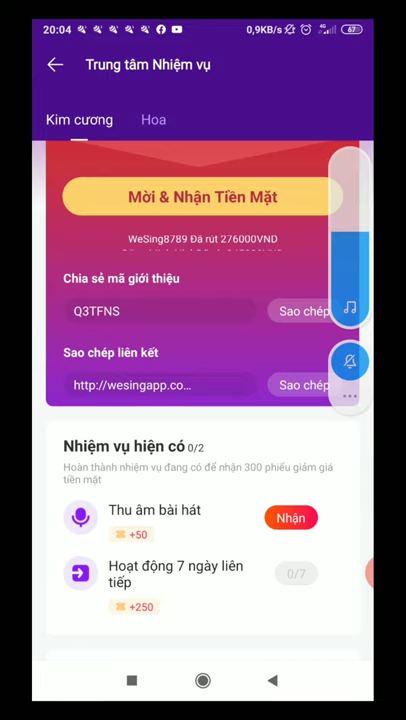 20:04
0,9KB/s
4G
67
Trung tâm Nhiệm vụ
Kim cương
Hoa
Mời & Nhận Tiền Mặt
WeSing8789 Đã rút 276000VND
Chia sẻ mã giới thiệu
Q3TFNS
Sao chép
Sao chép liên kết
http://wesingapp.co...
Sao chép
Nhiệm vụ hiện có 0/2
Hoàn thành nhiệm vụ đang có để nhận 300 phiếu giảm giá
tiền mặt
Thu âm bài hát
Nhận
+50
Hoạt động 7 ngày liên
tiếp
0/7
+250